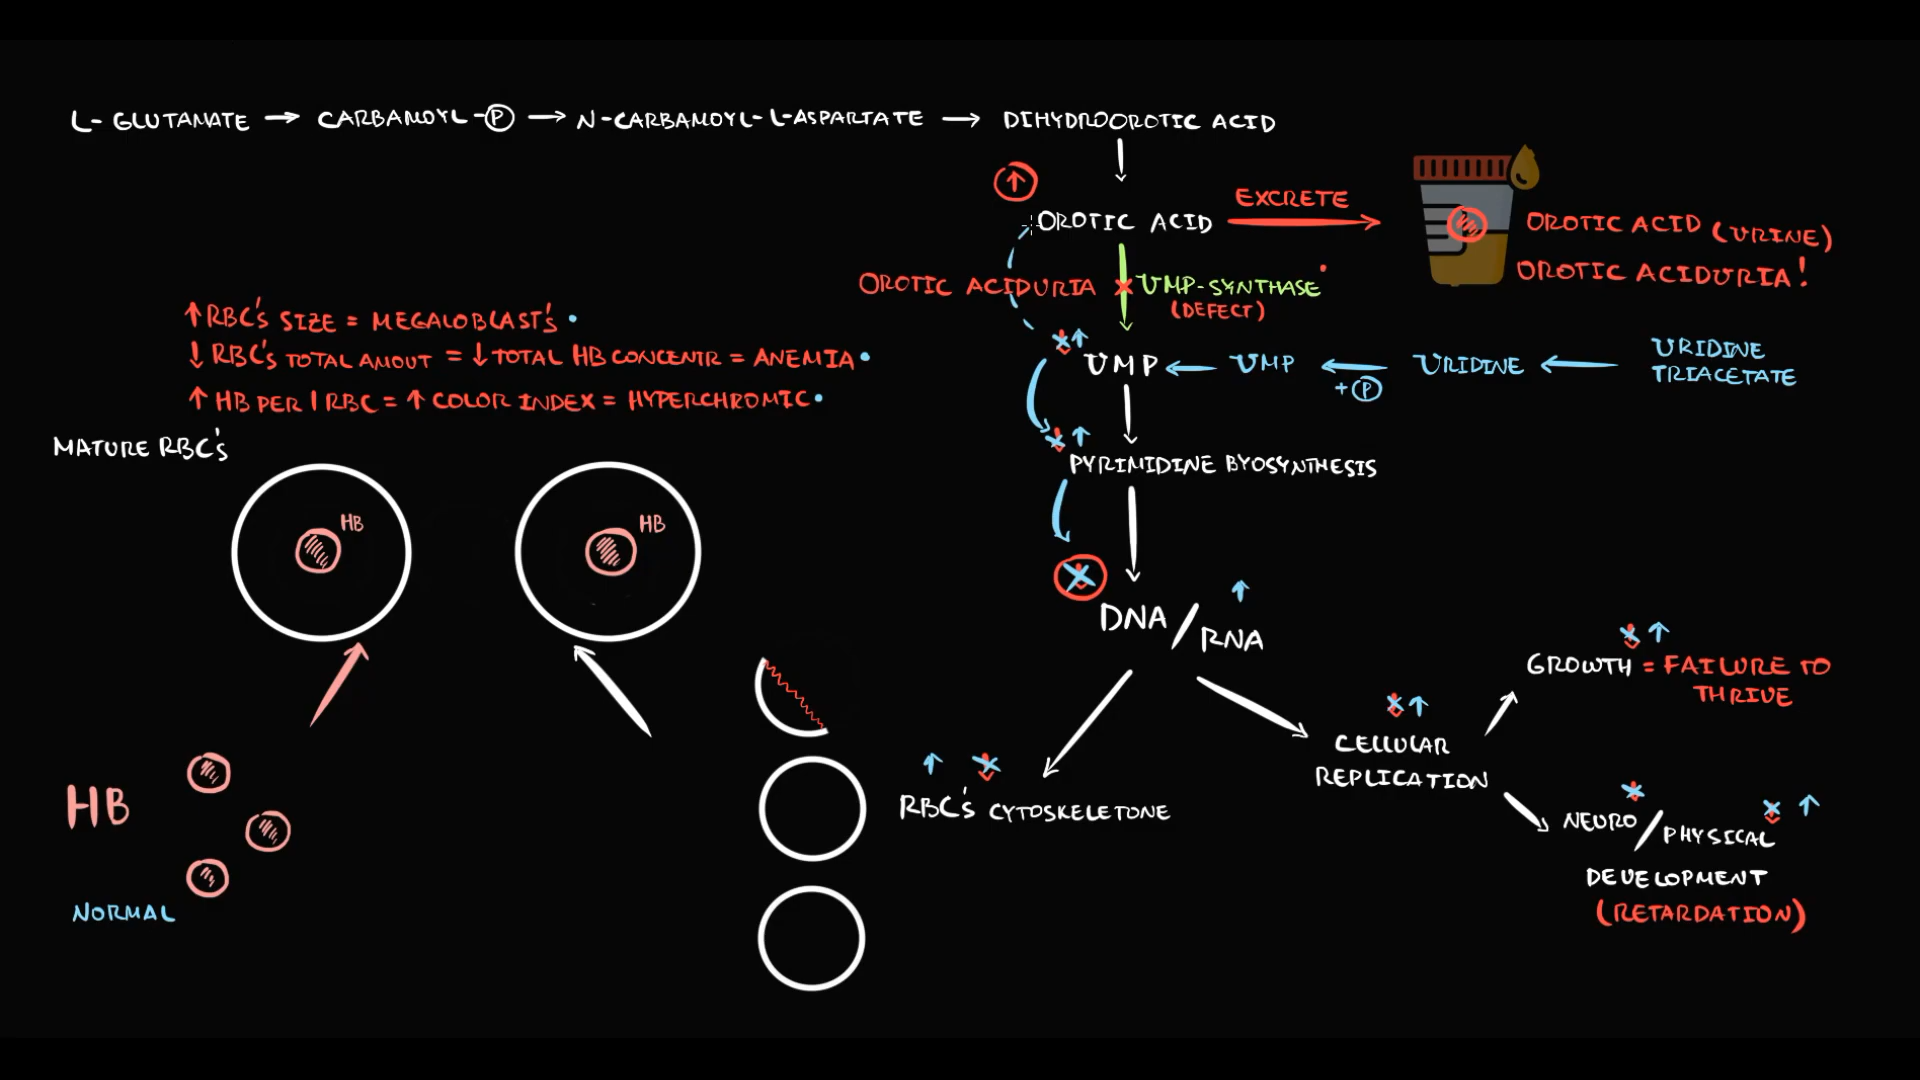 L- GLUTAMATE → CARBAMOYL-Ⓟ → N-CARBAMOYL-L-ASPARTATE → DIHYDROOROTIC ACID
↑
OROTIC ACID
EXCRETE
OROTIC ACID (URINE)
OROTIC ACIDURIA!
OROTIC ACIDURIA
UMP-SYNTHASE
(DEFECT)
↑ RBC'S SIZE = MEGALOBLAST'S
↓ RBC'S TOTAL AMOUT = ↓ TOTAL HB CONCENTR = ANEMIA
↑ HB PER 1 RBC = ↑ COLOR INDEX = HYPERCHROMIC
UMP ← UMP ← URIDINE ← URIDINE
TRIACETATE
+Ⓟ
MATURE RBC'S
PYRIMIDINE BYOSYNTHESIS
HB
HB
DNA / RNA
GROWTH = FAILURE TO
THRIVE
CELLULAR
REPLICATION
HB
RBC'S CYTOSKELETONE
NEURO / PHYSICAL
DEVELOPMENT
(RETARDATION)
NORMAL